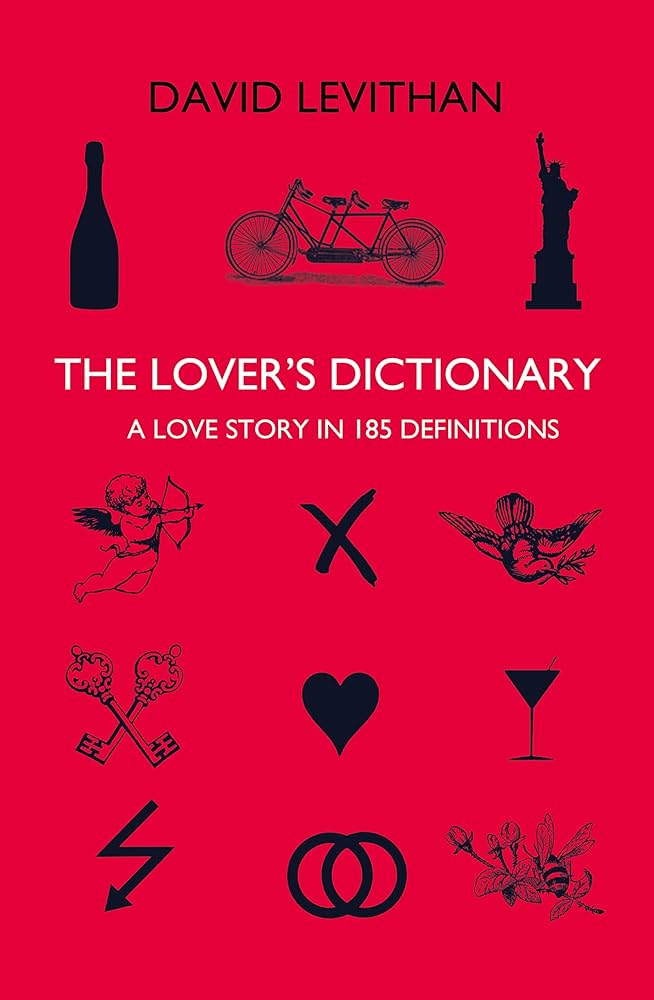 DAVID LEVITHAN
THE LOVER'S DICTIONARY
A LOVE STORY IN 185 DEFINITIONS